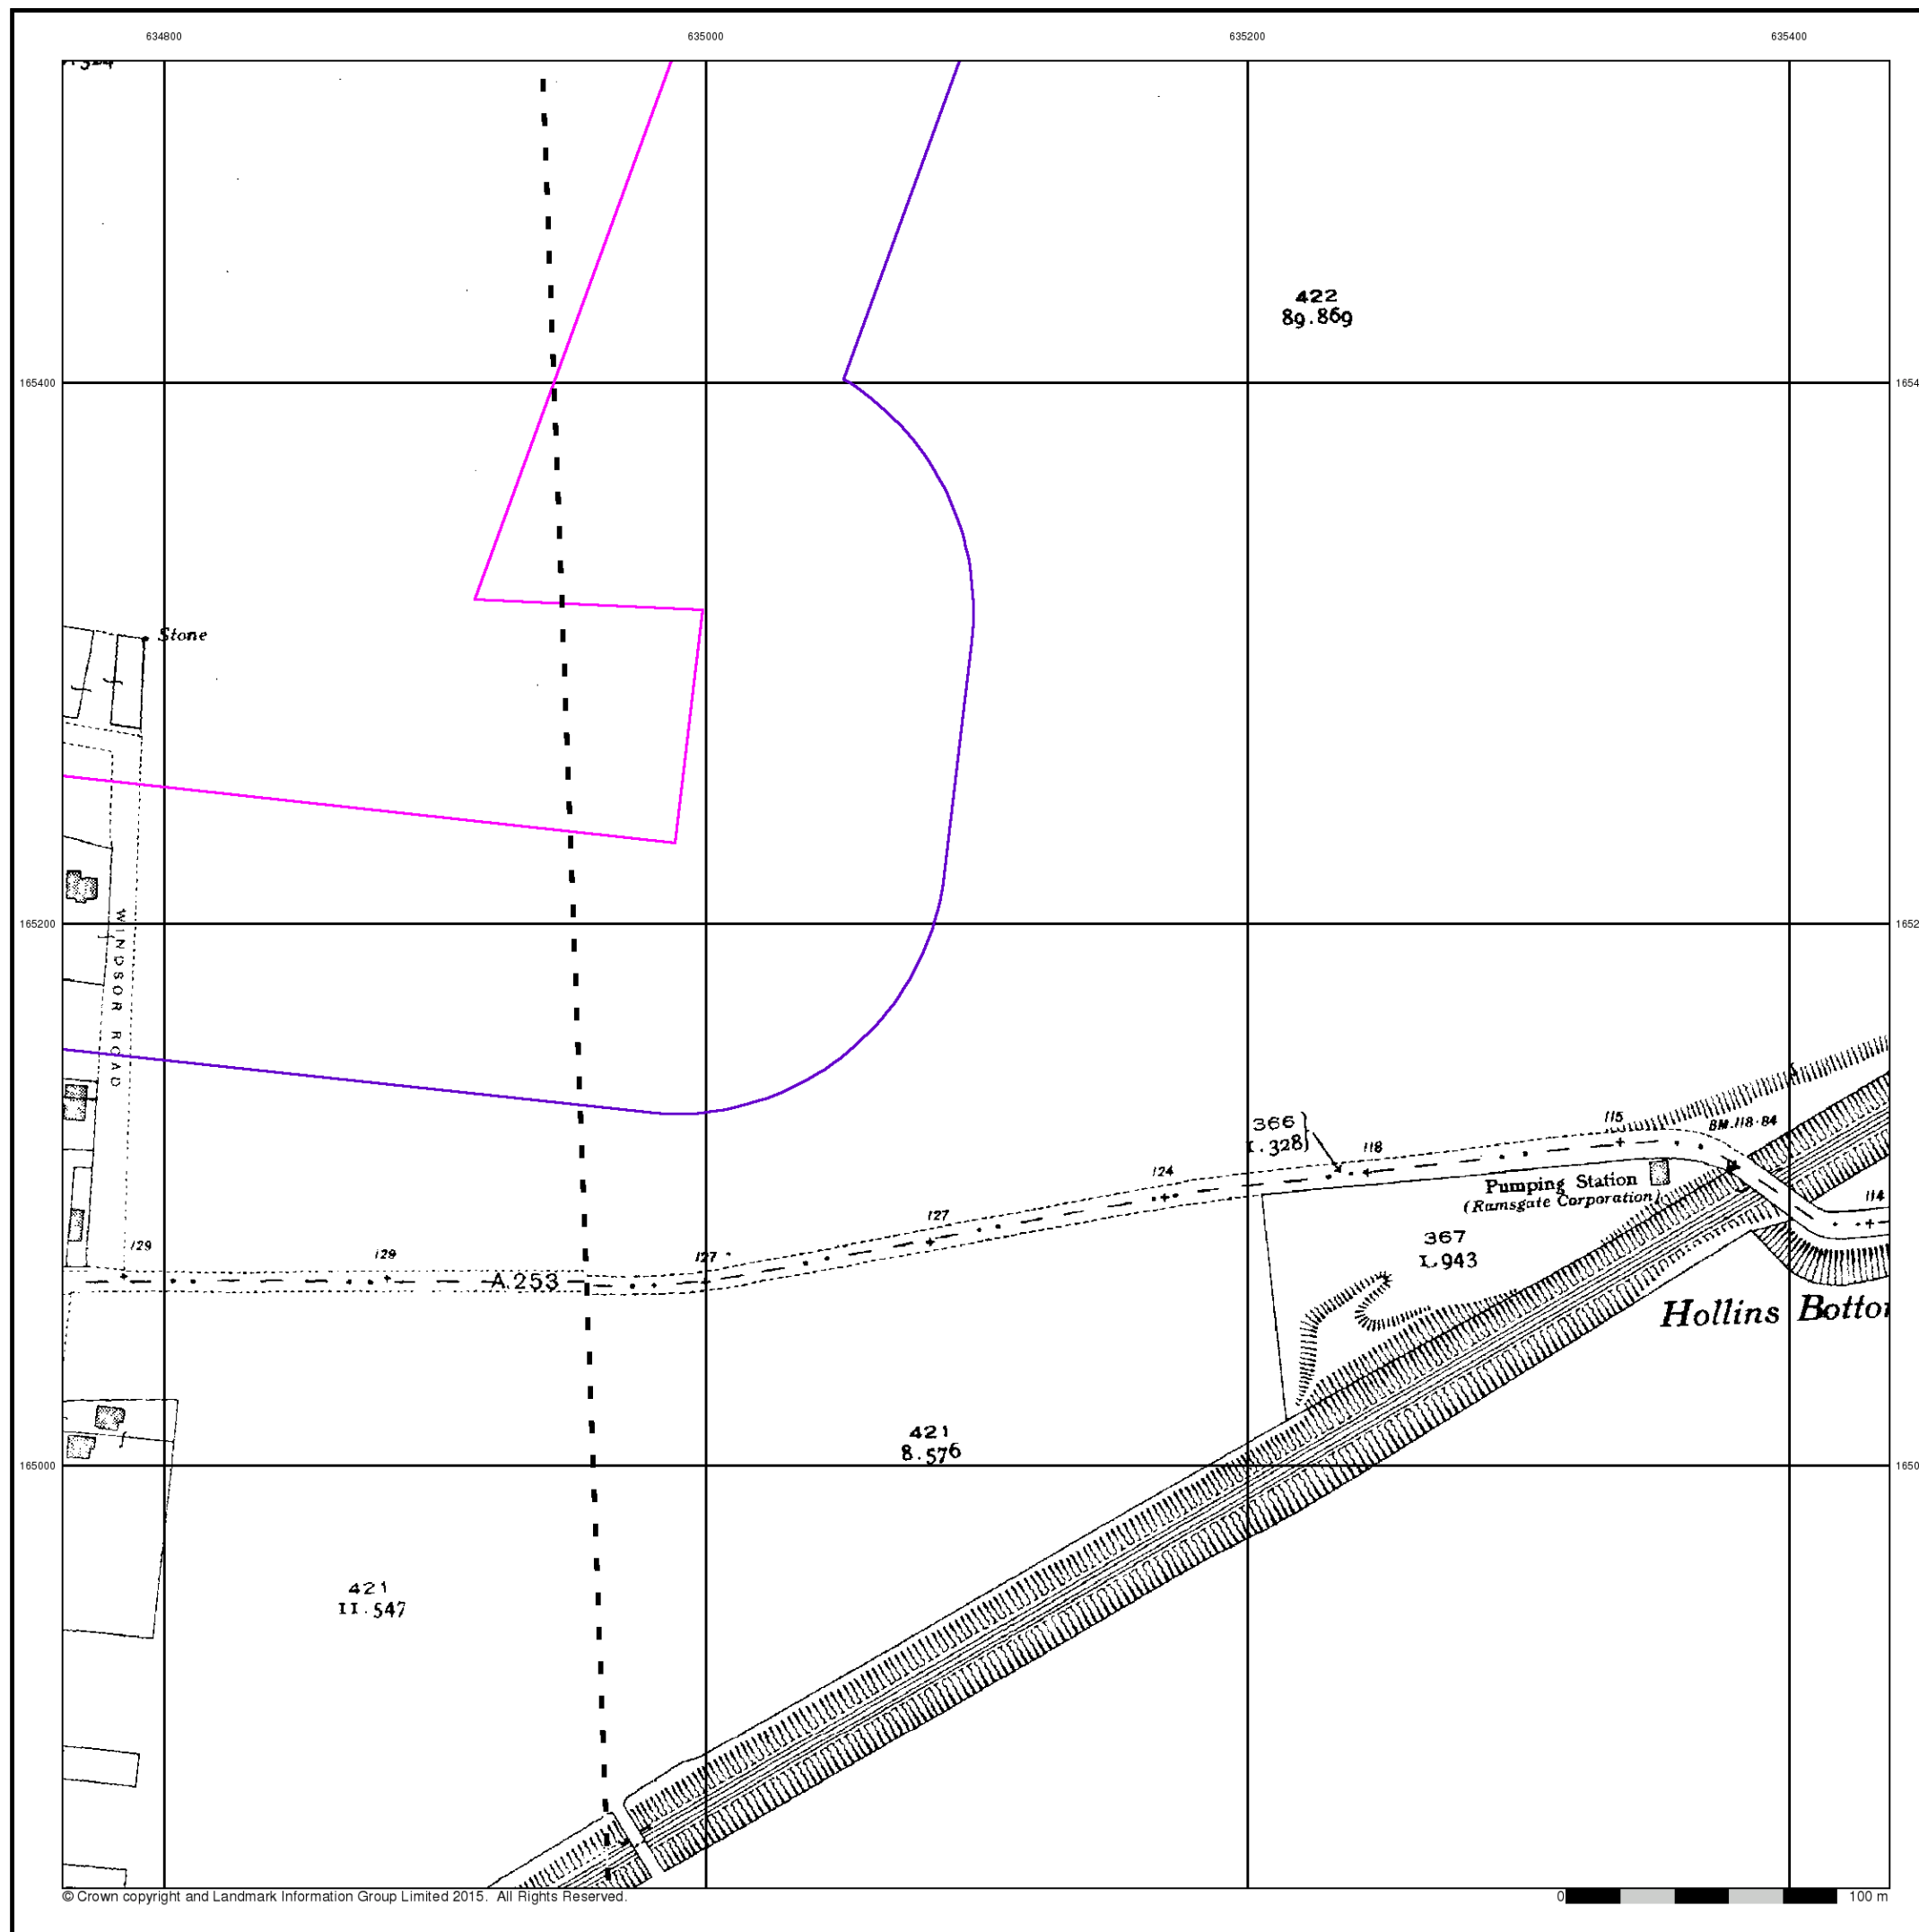 634800 635000 635200 635400
422
89.869
165400
Stone
165200
WINDSOR ROAD
366
1.328
118
115
BM.118.84
124
Pumping Station
(Ramsgate Corporation)
114
127
367
1.943
129
129
127
A.253
Hollins
421
8.576
165000
421
11.547
© Crown copyright and Landmark Information Group Limited 2015. All Rights Reserved.
0 100 m